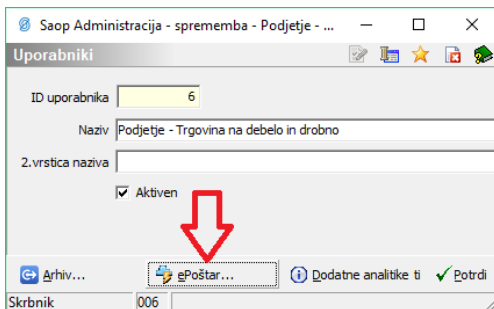 Saop Administracija - sprememba - Podjetje - ...
Uporabniki
ID uporabnika 6
Naziv Podjetje - Trgovina na debelo in drobno
2.vrstica naziva
Aktiven
Arhiv... ePoštar... Dodatne analitike ti Potrdi
Skrbnik 006